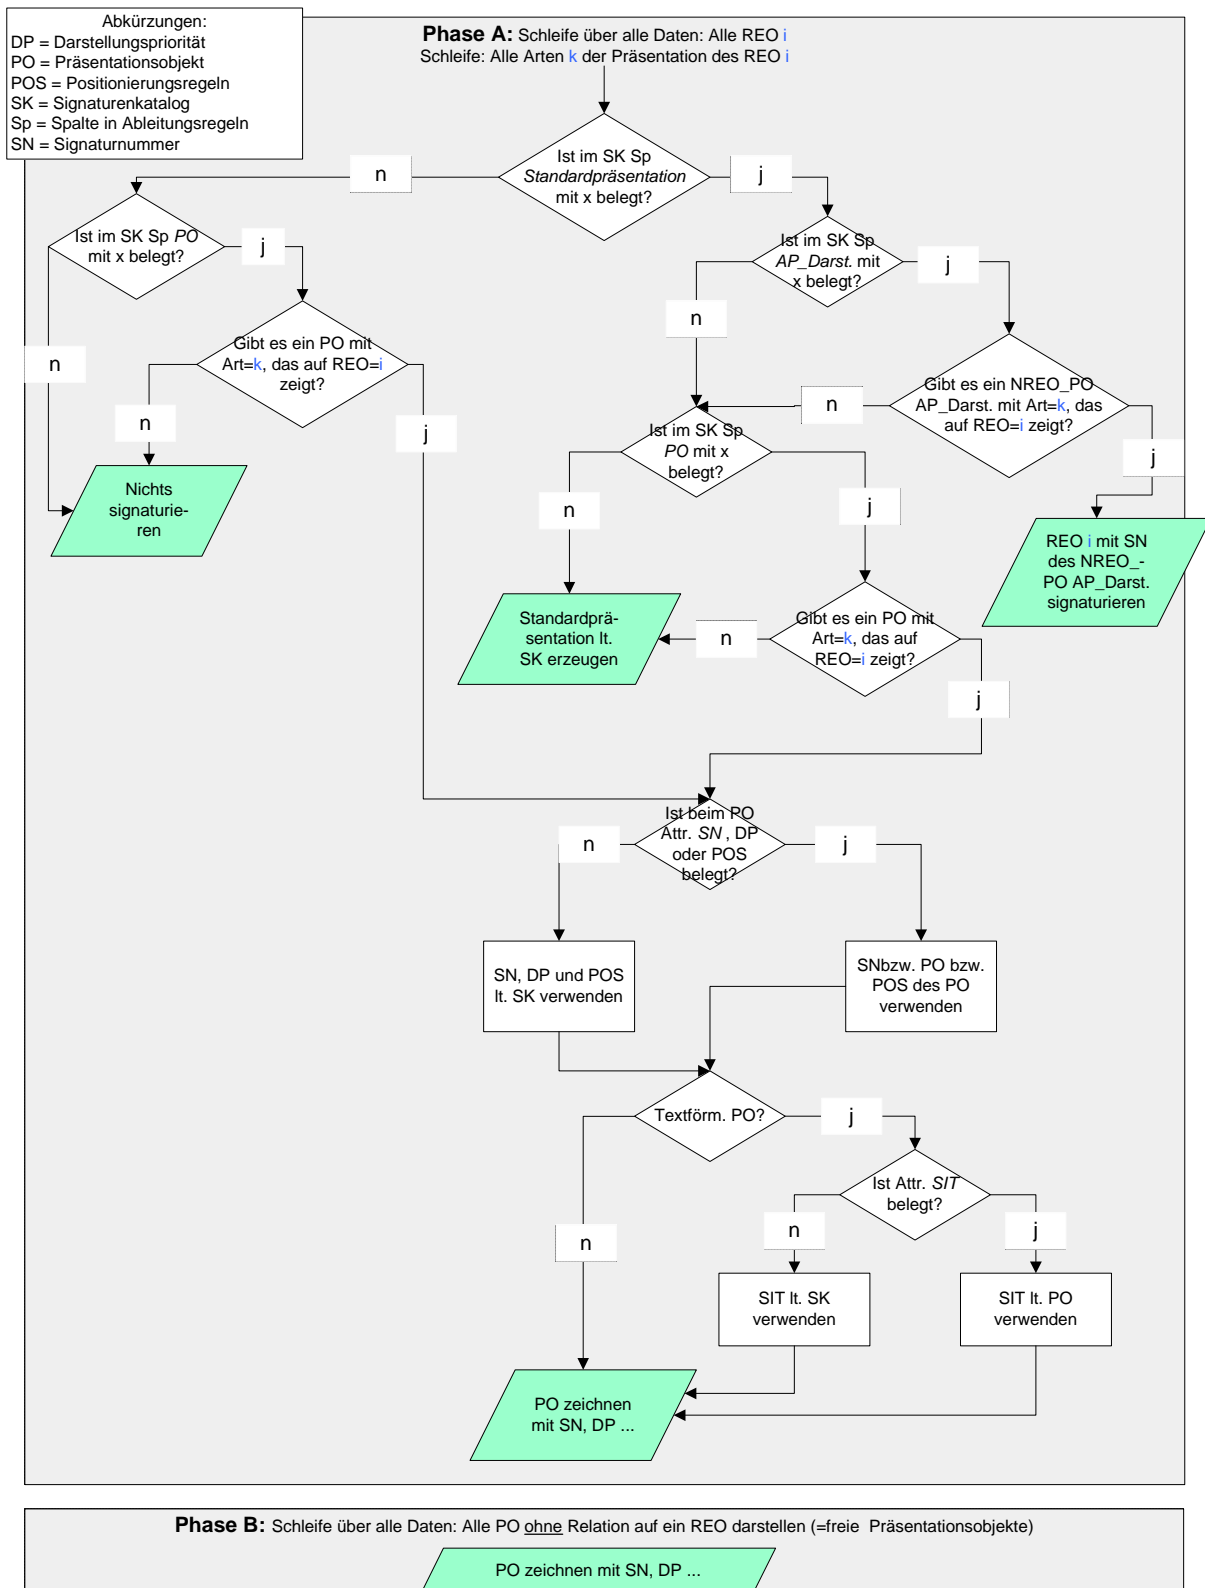 Abkürzungen:
DP = Darstellungspriorität
PO = Präsentationsobjekt
POS = Positionierungsregeln
SK = Signaturenkatalog
Sp = Spalte in Ableitungsregeln
SN = Signaturnummer
Phase A: Schleife über alle Daten: Alle REO i
Schleife: Alle Arten k der Präsentation des REO i
Ist im SK Sp
Standardpräsentation
mit x belegt?
n
j
Ist im SK Sp PO
mit x belegt?
j
n
Ist im SK Sp
AP_Darst. mit
x belegt?
j
n
Gibt es ein PO mit
Art=k, das auf REO=i
zeigt?
n
j
Gibt es ein NREO_PO
AP_Darst. mit Art=k, das
auf REO=i zeigt?
n
j
Ist im SK Sp
PO mit x
belegt?
n
j
Nichts
signaturie-
ren
REO i mit SN
des NREO_-
PO AP_Darst.
signaturieren
Standardprä-
sentation lt.
SK erzeugen
Gibt es ein PO mit
Art=k, das auf
REO=i zeigt?
n
j
Ist beim PO
Attr. SN , DP
oder POS
belegt?
n
j
SN, DP und POS
lt. SK verwenden
SNbzw. PO bzw.
POS des PO
verwenden
Textförm. PO?
j
n
Ist Attr. SIT
belegt?
n
j
SIT lt. SK
verwenden
SIT lt. PO
verwenden
PO zeichnen
mit SN, DP ...
Phase B: Schleife über alle Daten: Alle PO ohne Relation auf ein REO darstellen (=freie Präsentationsobjekte)
PO zeichnen mit SN, DP ...